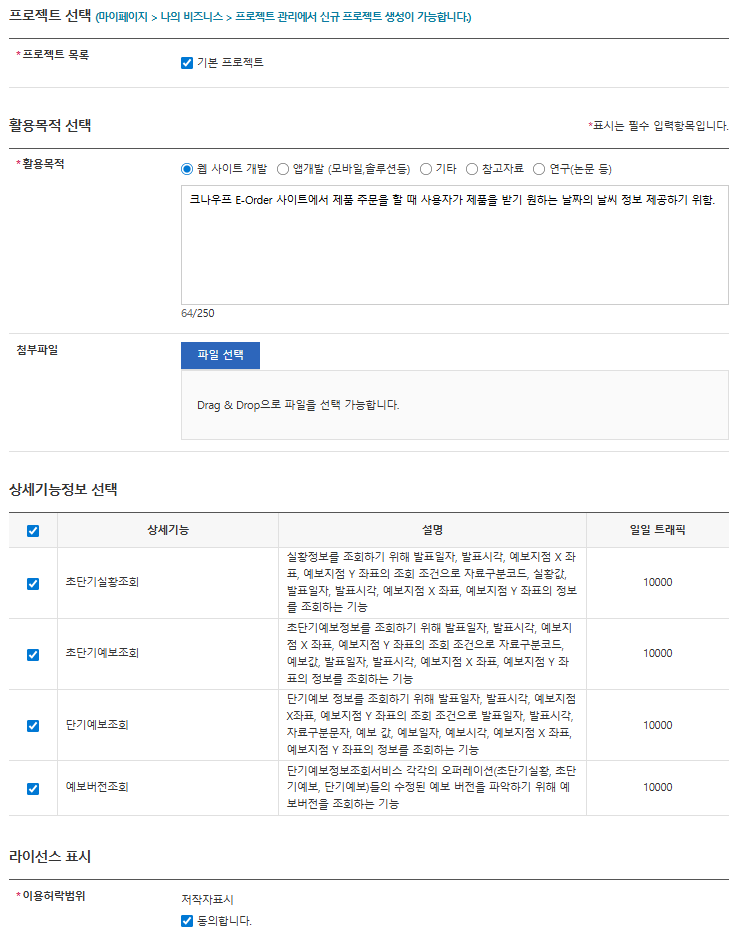 프로젝트 선택 (마이페이지 > 나의 비즈니스 > 프로젝트 관리에서 신규 프로젝트 생성이 가능합니다.)
*프로젝트 목록
기본 프로젝트
활용목적 선택
*표시는 필수 입력항목입니다.
*활용목적
웹 사이트 개발 앱개발 (모바일,솔루션등) 기타 참고자료 연구(논문 등)
크나우프 E-Order 사이트에서 제품 주문을 할 때 사용자가 제품을 받기 원하는 날짜의 날씨 정보 제공하기 위함.
64/250
첨부파일
파일 선택
Drag & Drop으로 파일을 선택 가능합니다.
상세기능정보 선택
상세기능 설명 일일 트래픽
초단기실황조회
실황정보를 조회하기 위해 발표일자, 발표시각, 예보지점 X 좌
표, 예보지점 Y 좌표의 조회 조건으로 자료구분코드, 실황값,
발표일자, 발표시각, 예보지점 X 좌표, 예보지점 Y 좌표의 정보
를 조회하는 기능
10000
초단기예보조회
초단기예보정보를 조회하기 위해 발표일자, 발표시각, 예보지
점 X 좌표, 예보지점 Y 좌표의 조회 조건으로 자료구분코드,
예보값, 발표일자, 발표시각, 예보지점 X 좌표, 예보지점 Y 좌
표의 정보를 조회하는 기능
10000
단기예보조회
단기예보 정보를 조회하기 위해 발표일자, 발표시각, 예보지점
X좌표, 예보지점 Y 좌표의 조회 조건으로 발표일자, 발표시각,
자료구분문자, 예보 값, 예보일자, 예보시각, 예보지점 X 좌표,
예보지점 Y 좌표의 정보를 조회하는 기능
10000
예보버전조회
단기예보정보조회서비스 각각의 오퍼레이션(초단기실황, 초단
기예보, 단기예보)들의 수정된 예보 버전을 파악하기 위해 예
보버전을 조회하는 기능
10000
라이선스 표시
*이용허락범위
저작자표시
동의합니다.